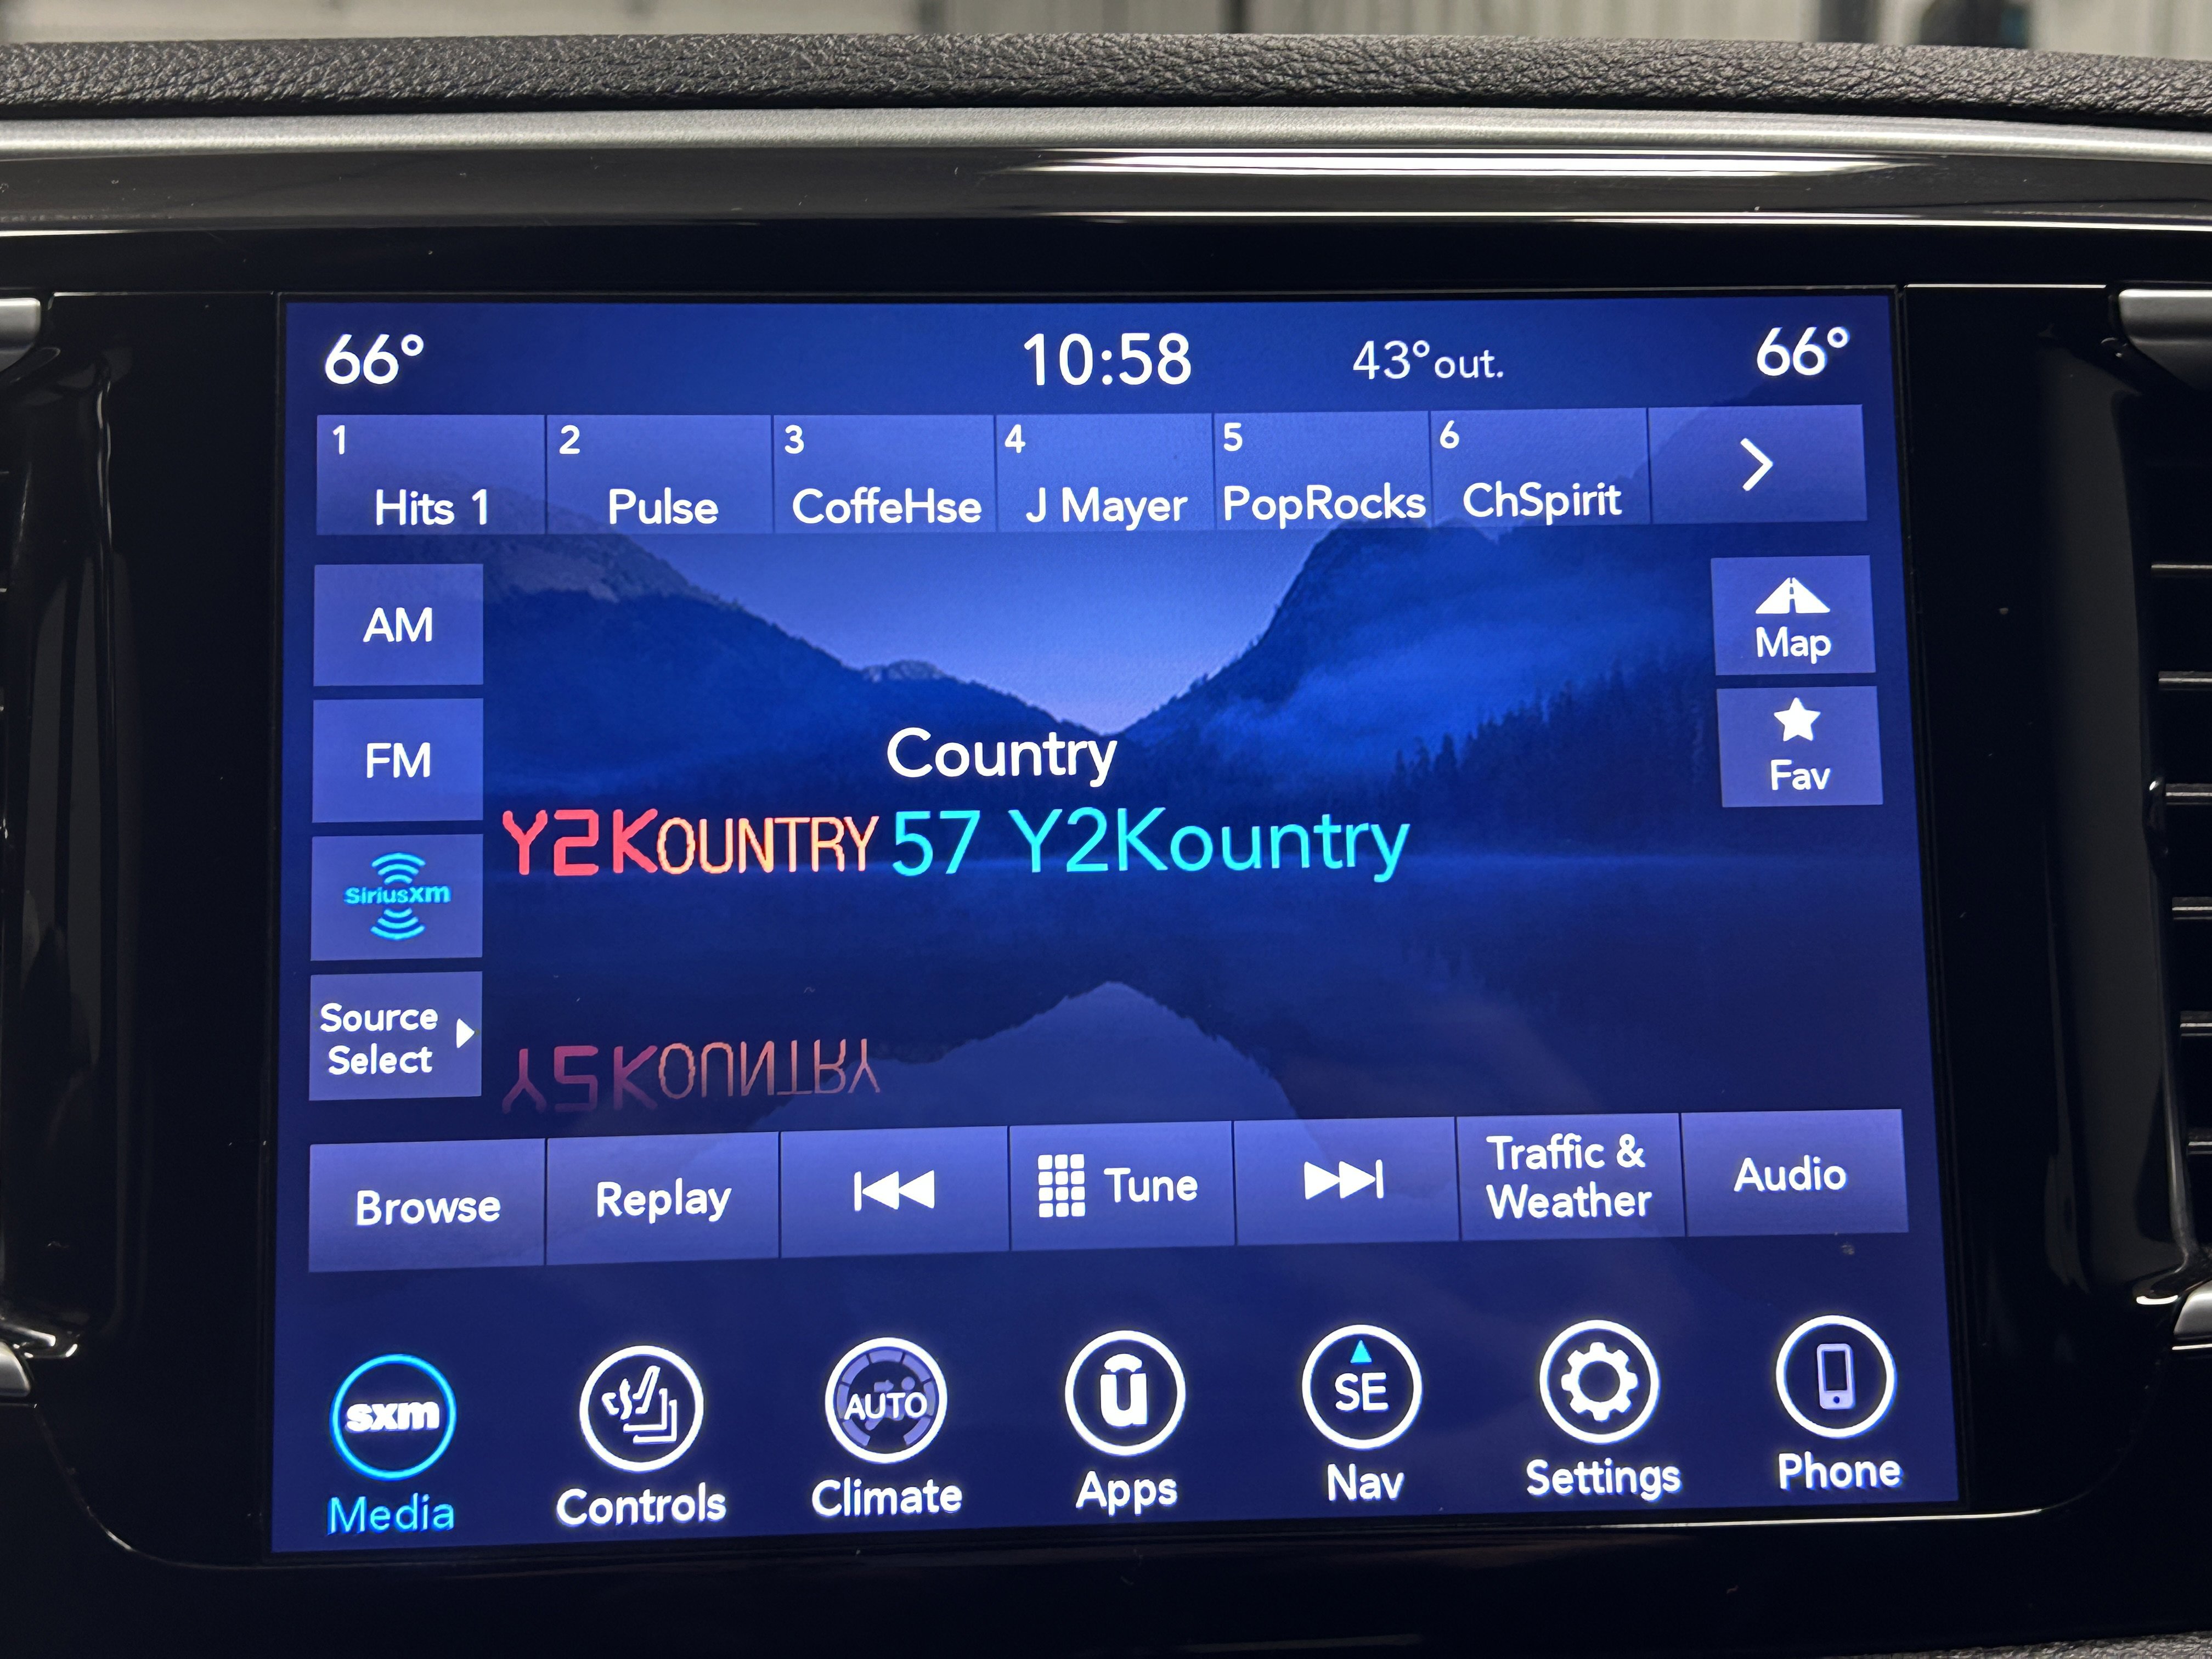 66° 10:58 43°out. 66°
1 2 3 4 5 6
Hits 1 Pulse CoffeHse J Mayer PopRocks ChSpirit
AM
Map
FM
Fav
Country
Y2KOUNTRY 57 Y2Kountry
SiriusXm
Source
Select
Y2KOUNTRY
Browse Replay Tune Traffic &
Weather Audio
sxm AUTO ū SE
Media Controls Climate Apps Nav Settings Phone